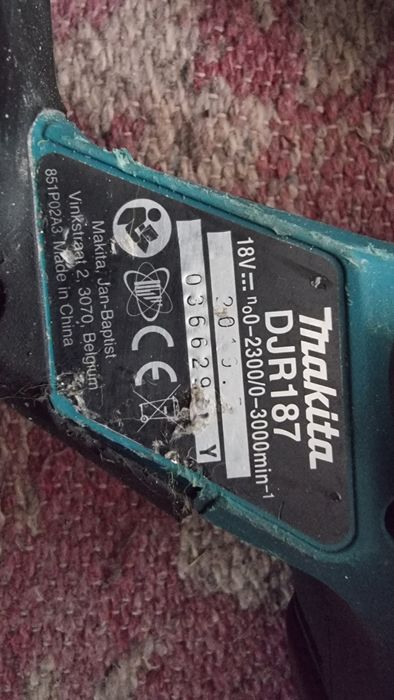 Makita
DJR187
18V⎓ n₀0-2300/0-3000min⁻¹
036629 Y
Makita, Jan-Baptist
Vinkstraat 2, 3070, Belgium
851P02A3 Made in China